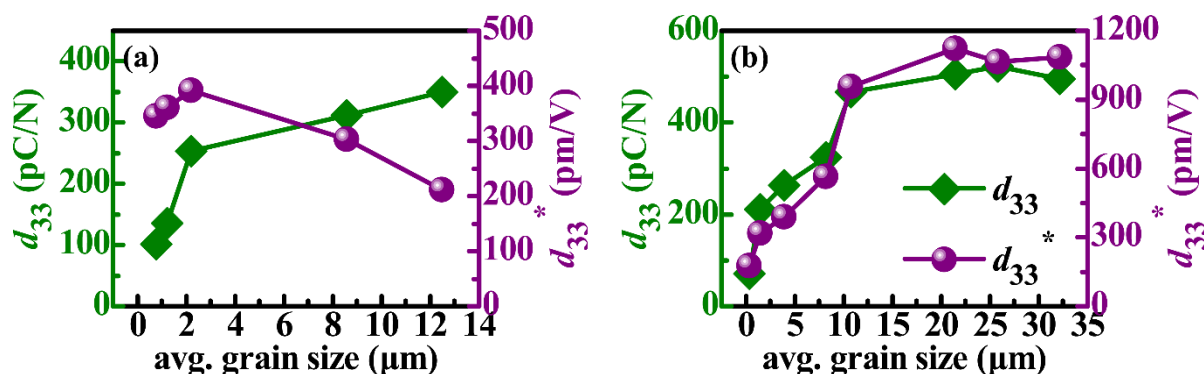 (a)
400
300
200
100
0
d33 (pC/N)
500
400
300
200
100
0
d33* (pm/V)
0 2 4 6 8 10 12 14
avg. grain size (μm)
(b)
600
400
200
0
d33 (pC/N)
1200
900
600
300
0
d33* (pm/V)
d33
d33*
0 5 10 15 20 25 30 35
avg. grain size (μm)